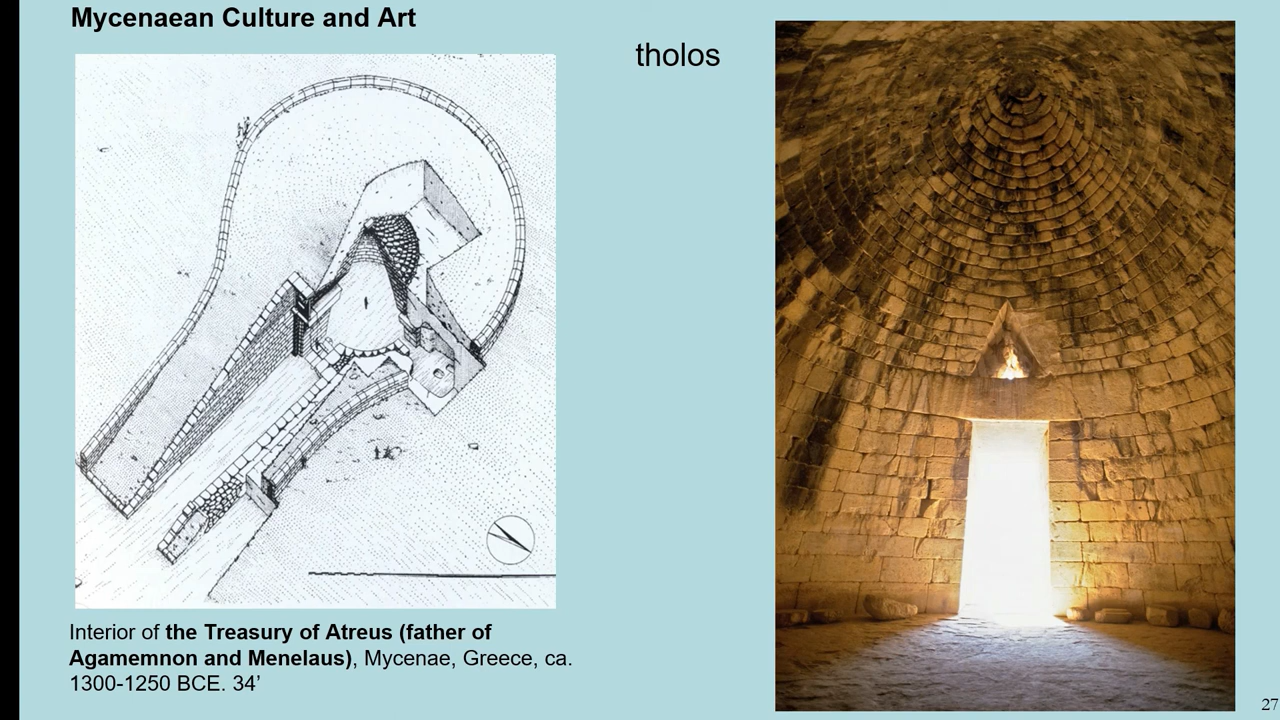 Mycenaean Culture and Art
tholos
Interior of the Treasury of Atreus (father of
Agamemnon and Menelaus), Mycenae, Greece, ca.
1300-1250 BCE. 34’
27